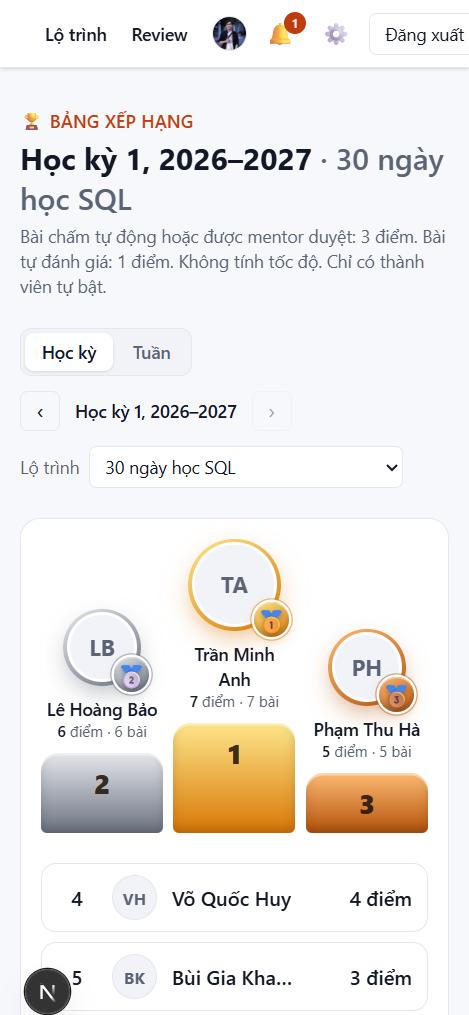 Lộ trình Review 1 Đăng xuất
BẢNG XẾP HẠNG
Học kỳ 1, 2026–2027 · 30 ngày
học SQL
Bài chấm tự động hoặc được mentor duyệt: 3 điểm. Bài
tự đánh giá: 1 điểm. Không tính tốc độ. Chỉ có thành
viên tự bật.
Học kỳ Tuần
‹ Học kỳ 1, 2026–2027 ›
Lộ trình 30 ngày học SQL
TA
1
Trần Minh
Anh
7 điểm · 7 bài
1
LB
2
Lê Hoàng Bảo
6 điểm · 6 bài
2
PH
3
Phạm Thu Hà
5 điểm · 5 bài
3
4 VH Võ Quốc Huy 4 điểm
N 5 BK Bùi Gia Kha... 3 điểm